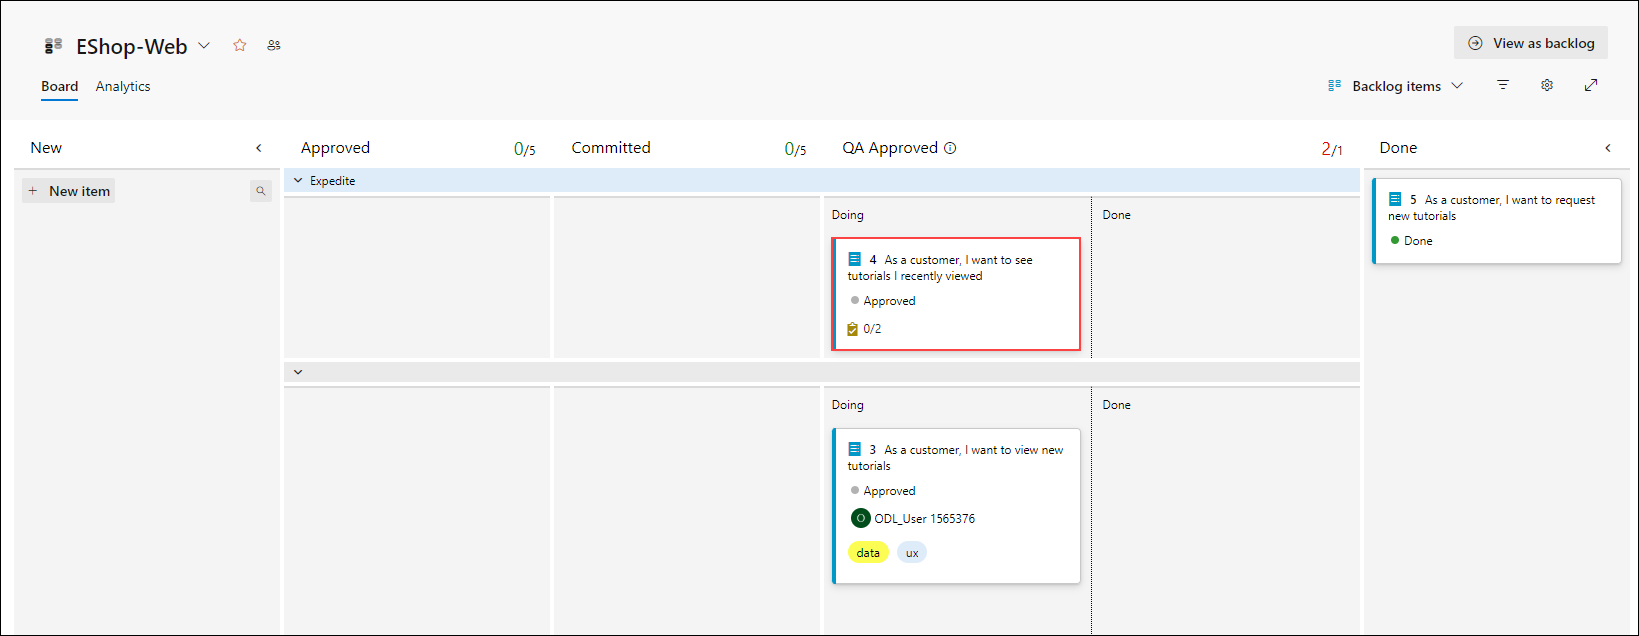 EShop-Web
View as backlog
Board Analytics
Backlog items
New
Approved 0/5
Committed 0/5
QA Approved 2/1
Done
New item
Expedite
Doing
Done
4 As a customer, I want to see
tutorials I recently viewed
Approved
0/2
Doing
Done
3 As a customer, I want to view new
tutorials
Approved
O ODL_User 1565376
data ux
5 As a customer, I want to request
new tutorials
Done